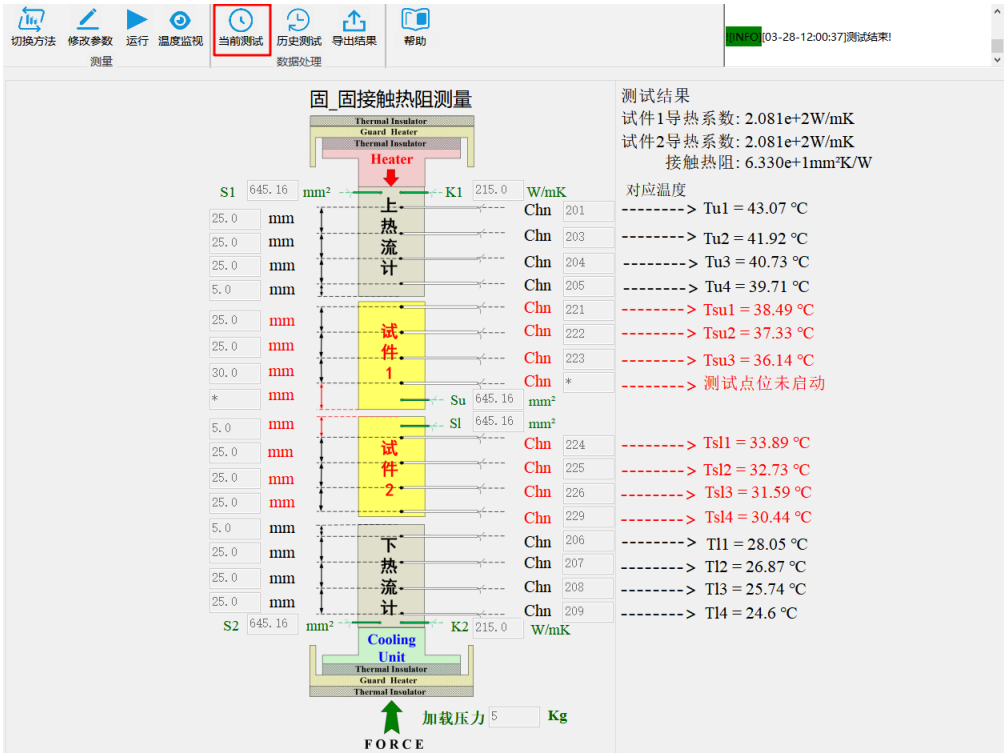 切换方法 修改参数 运行 温度监视 当前测试 历史测试 导出结果 帮助
测量 数据处理
[INFO][03-28-12:00:37]测试结束!
固_固接触热阻测量
Thermal Insulator
Guard Heater
Thermal Insulator
Heater
S1 645.16 mm² K1 215.0 W/mK
上热流计
25.0 mm Chn 201
25.0 mm Chn 203
25.0 mm Chn 204
5.0 mm Chn 205
试件1
25.0 mm Chn 221
25.0 mm Chn 222
30.0 mm Chn 223
* mm Chn *
Su 645.16 mm²
Sl 645.16 mm²
试件2
5.0 mm Chn 224
25.0 mm Chn 225
25.0 mm Chn 226
25.0 mm Chn 229
下热流计
5.0 mm Chn 206
25.0 mm Chn 207
25.0 mm Chn 208
25.0 mm Chn 209
S2 645.16 mm² K2 215.0 W/mK
Cooling
Unit
Thermal Insulator
Guard Heater
Thermal Insulator
加载压力 5 Kg
FORCE
测试结果
试件1导热系数: 2.081e+2W/mK
试件2导热系数: 2.081e+2W/mK
接触热阻: 6.330e+1mm²K/W
对应温度
--------> Tu1 = 43.07 ℃
--------> Tu2 = 41.92 ℃
--------> Tu3 = 40.73 ℃
--------> Tu4 = 39.71 ℃
--------> Tsu1 = 38.49 ℃
--------> Tsu2 = 37.33 ℃
--------> Tsu3 = 36.14 ℃
--------> 测试点位未启动
--------> Tsl1 = 33.89 ℃
--------> Tsl2 = 32.73 ℃
--------> Tsl3 = 31.59 ℃
--------> Tsl4 = 30.44 ℃
--------> Tl1 = 28.05 ℃
--------> Tl2 = 26.87 ℃
--------> Tl3 = 25.74 ℃
--------> Tl4 = 24.6 ℃